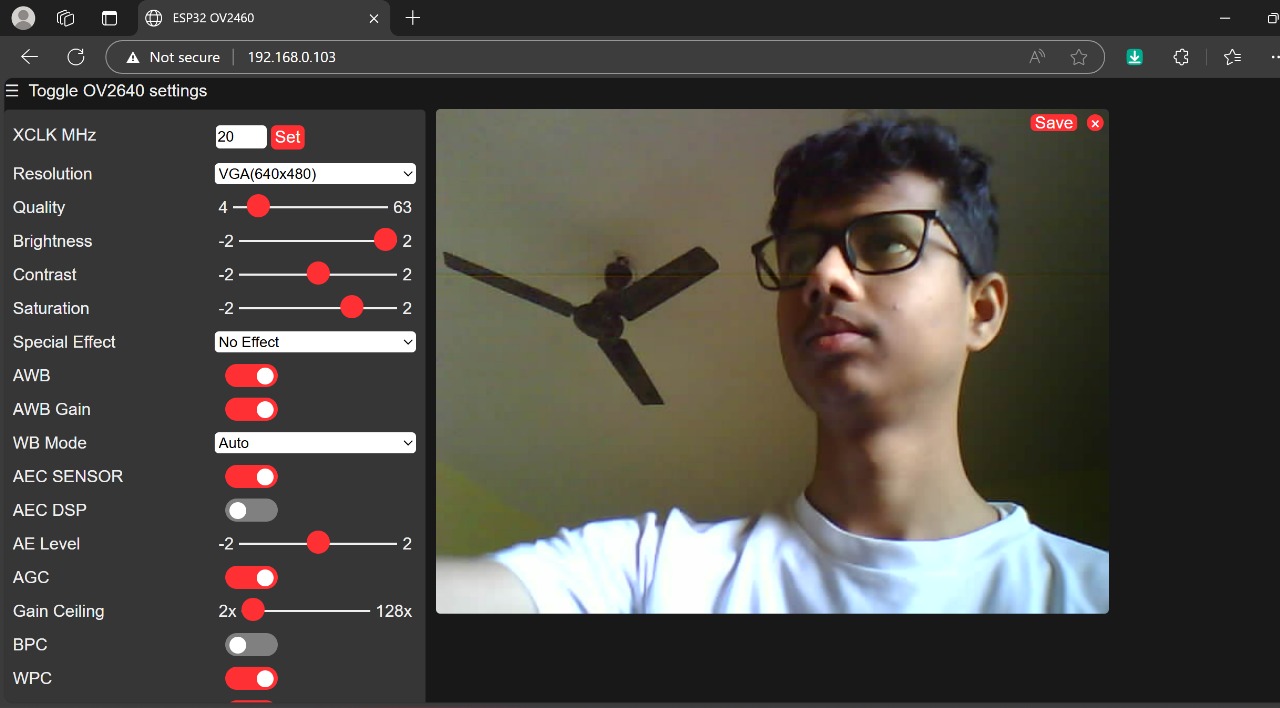 ESP32 OV2460
Not secure 192.168.0.103
Toggle OV2640 settings
XCLK MHz 20 Set
Save
Resolution VGA(640x480)
Quality 4 63
Brightness -2 2
Contrast -2 2
Saturation -2 2
Special Effect No Effect
AWB
AWB Gain
WB Mode Auto
AEC SENSOR
AEC DSP
AE Level -2 2
AGC
Gain Ceiling 2x 128x
BPC
WPC